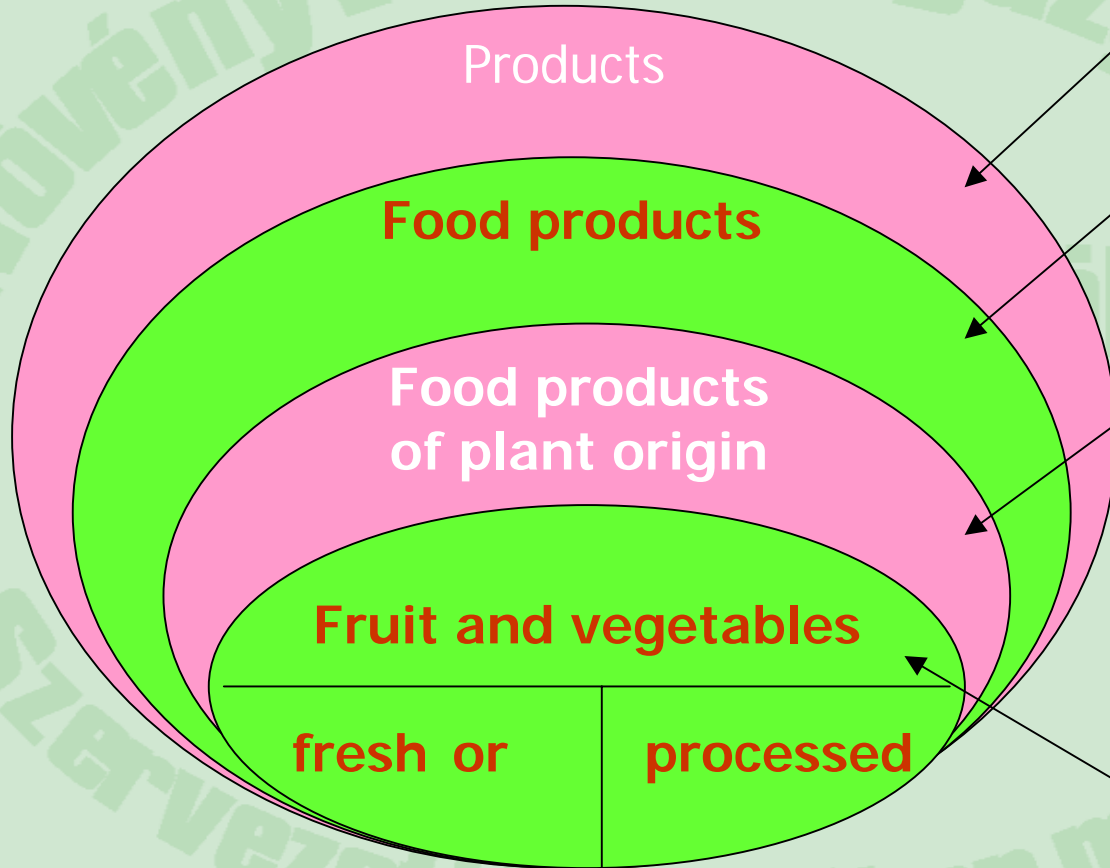 Products
Food products
Food products
of plant origin
Fruit and vegetables
fresh or processed